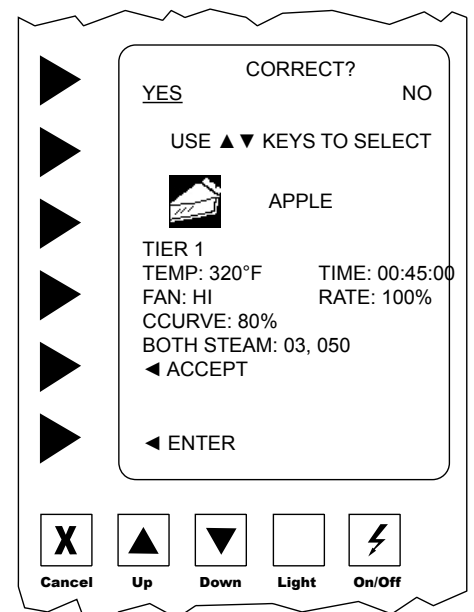 CORRECT?
YES NO
USE ▲▼ KEYS TO SELECT
APPLE
TIER 1
TEMP: 320°F TIME: 00:45:00
FAN: HI RATE: 100%
CCURVE: 80%
BOTH STEAM: 03, 050
◄ ACCEPT
◄ ENTER
X
Cancel Up Down Light On/Off